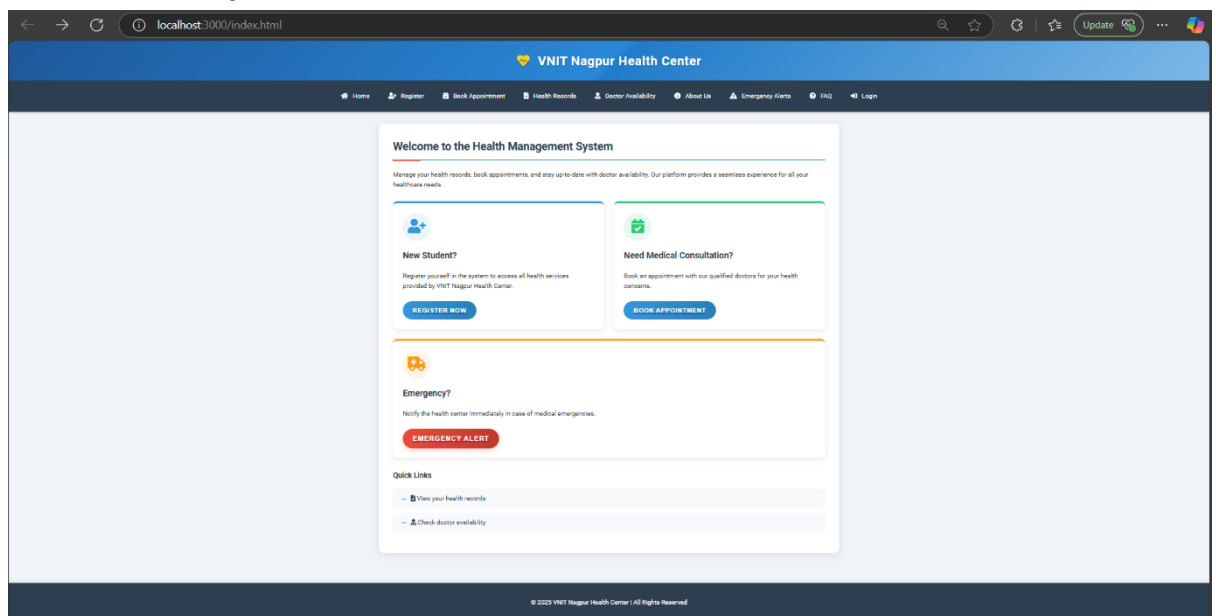 localhost:3000/index.html
Update
VNIT Nagpur Health Center
Home Register Book Appointment Health Records Doctor Availability About Us Emergency Alerts FAQ Login
Welcome to the Health Management System
Manage your health records, book appointments, and stay up-to-date with doctor availability. Our platform provides a seamless experience for all your
healthcare needs.
New Student?
Register yourself in the system to access all health services
provided by VNIT Nagpur Health Center.
REGISTER NOW
Need Medical Consultation?
Book an appointment with our qualified doctors for your health
concerns.
BOOK APPOINTMENT
Emergency?
Notify the health center immediately in case of medical emergencies.
EMERGENCY ALERT
Quick Links
View your health records
Check doctor availability
© 2025 VNIT Nagpur Health Center | All Rights Reserved